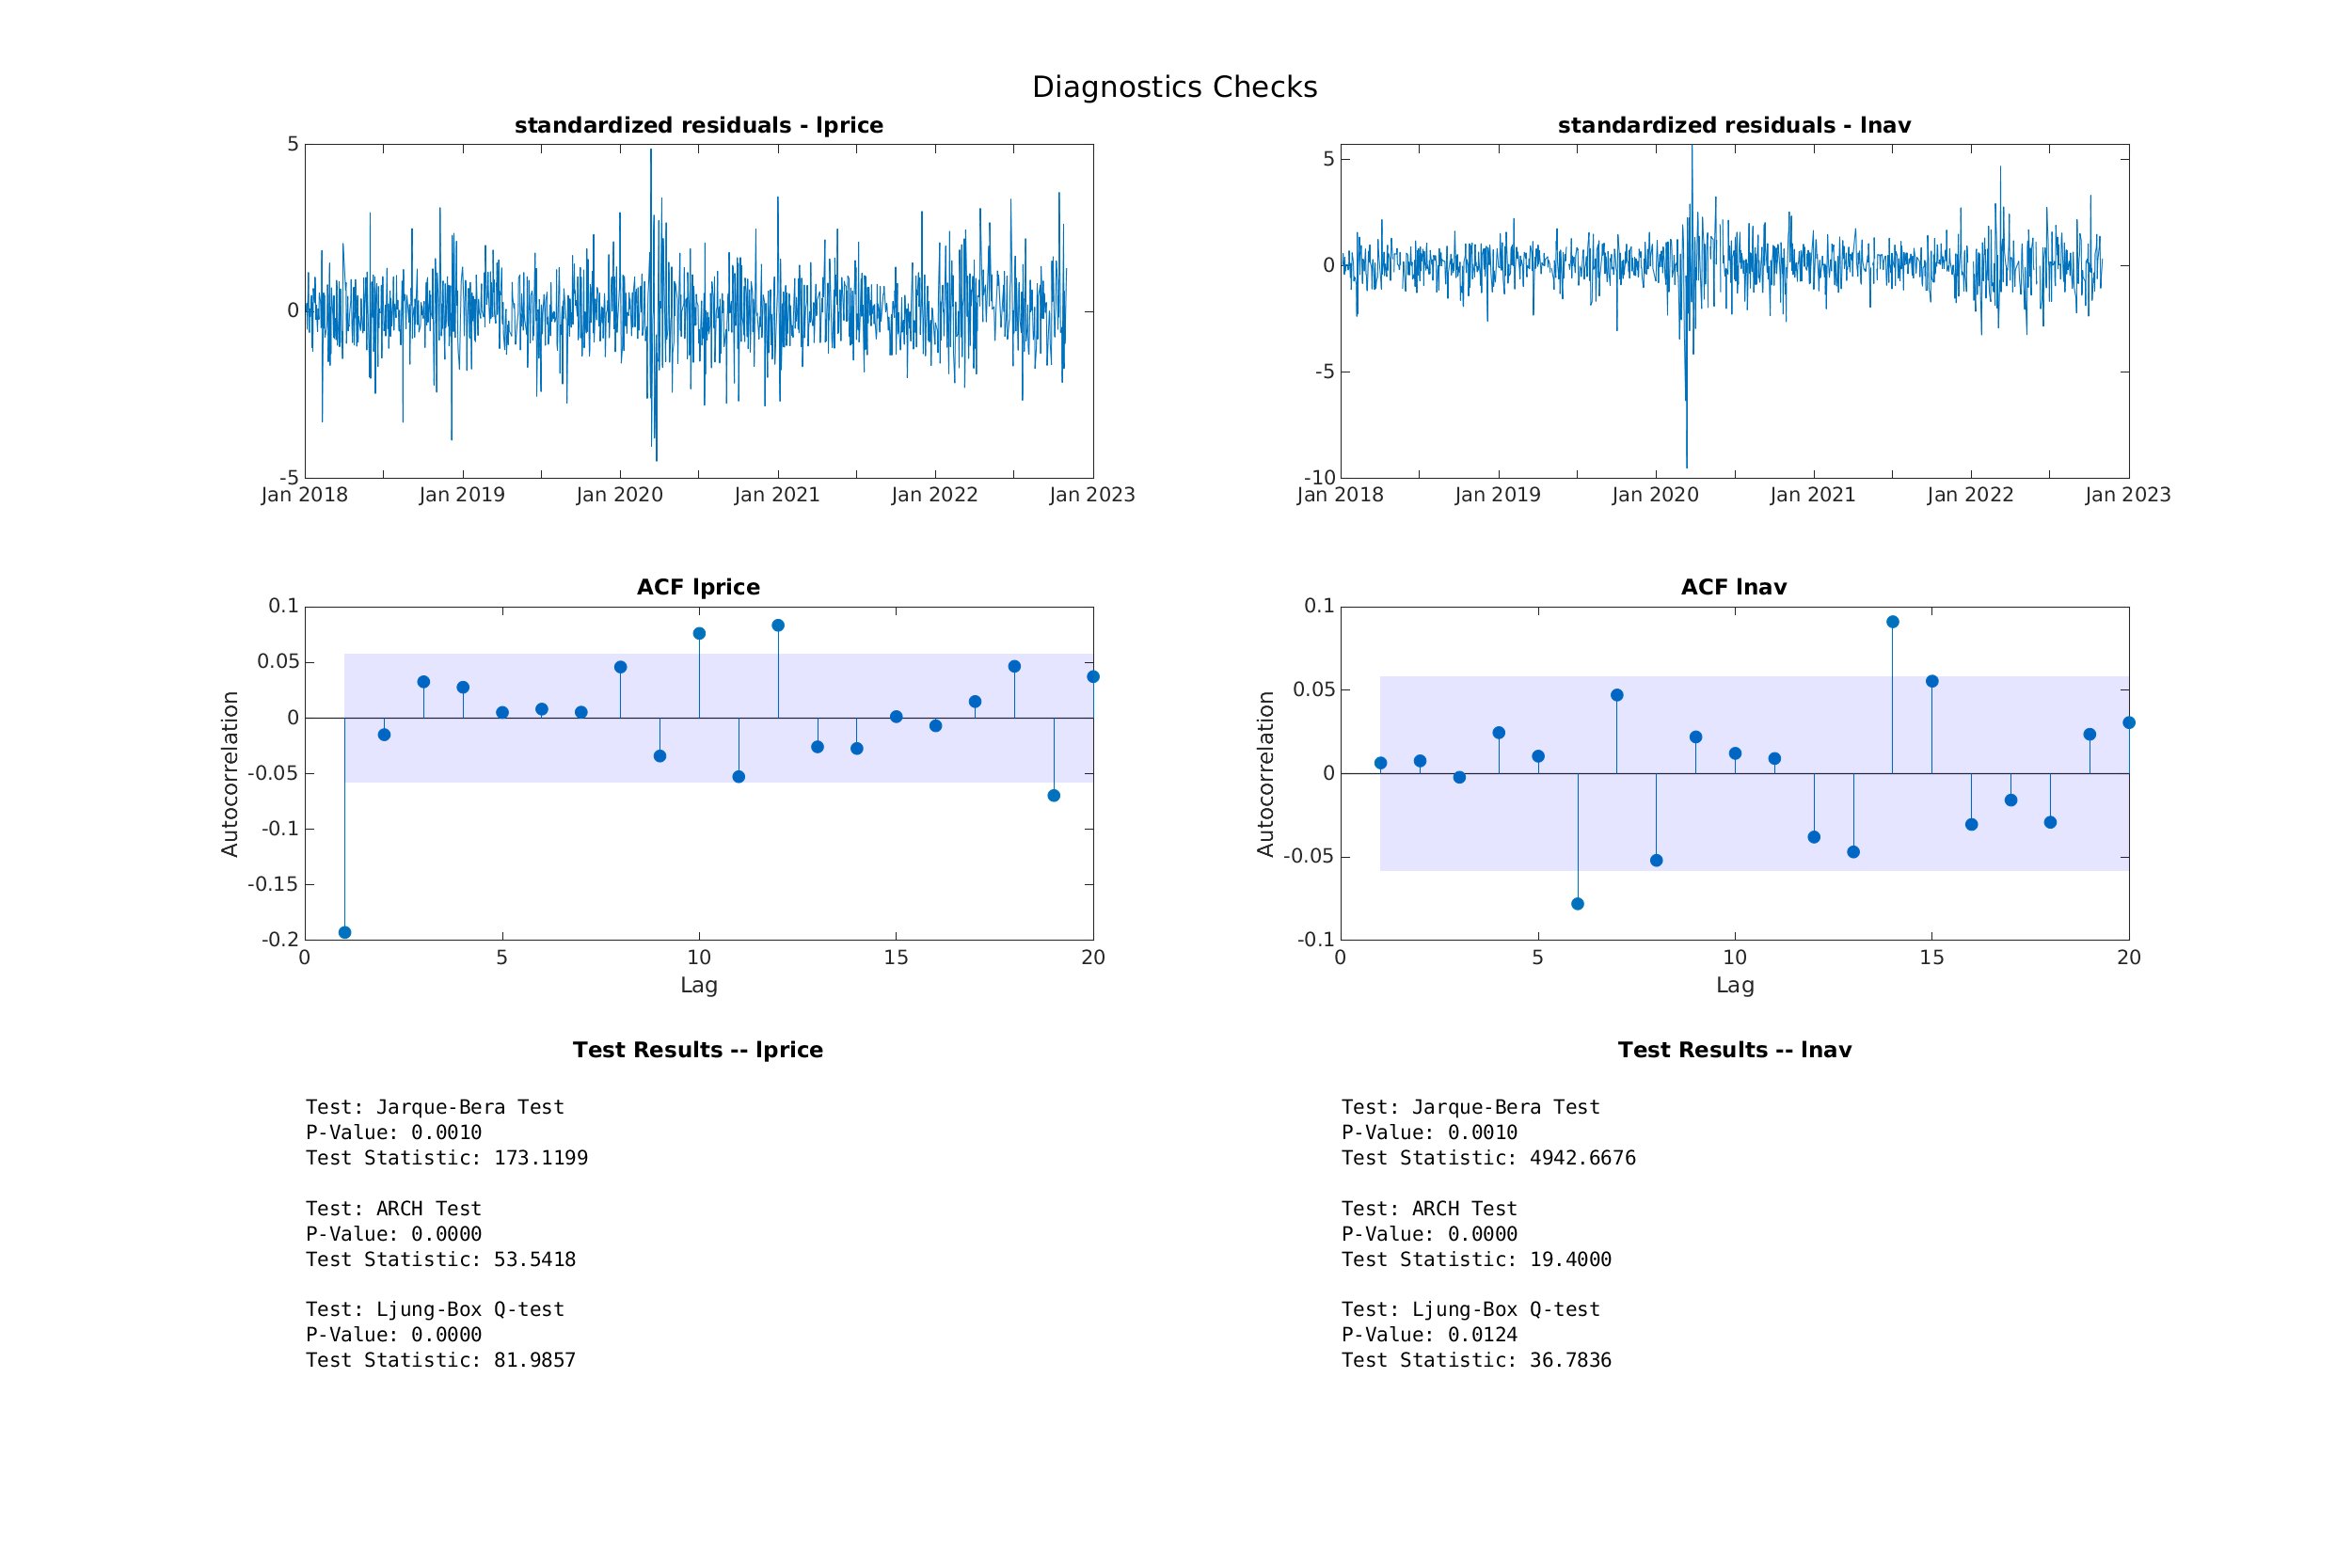 Diagnostics Checks
standardized residuals - lprice
5
0
-5
Jan 2018 Jan 2019 Jan 2020 Jan 2021 Jan 2022 Jan 2023
standardized residuals - lnav
5
0
-5
-10
Jan 2018 Jan 2019 Jan 2020 Jan 2021 Jan 2022 Jan 2023
ACF lprice
Autocorrelation
0.1
0.05
0
-0.05
-0.1
-0.15
-0.2
0 5 10 15 20
Lag
ACF lnav
Autocorrelation
0.1
0.05
0
-0.05
-0.1
0 5 10 15 20
Lag
Test Results -- lprice
Test: Jarque-Bera Test
P-Value: 0.0010
Test Statistic: 173.1199
Test: ARCH Test
P-Value: 0.0000
Test Statistic: 53.5418
Test: Ljung-Box Q-test
P-Value: 0.0000
Test Statistic: 81.9857
Test Results -- lnav
Test: Jarque-Bera Test
P-Value: 0.0010
Test Statistic: 4942.6676
Test: ARCH Test
P-Value: 0.0000
Test Statistic: 19.4000
Test: Ljung-Box Q-test
P-Value: 0.0124
Test Statistic: 36.7836